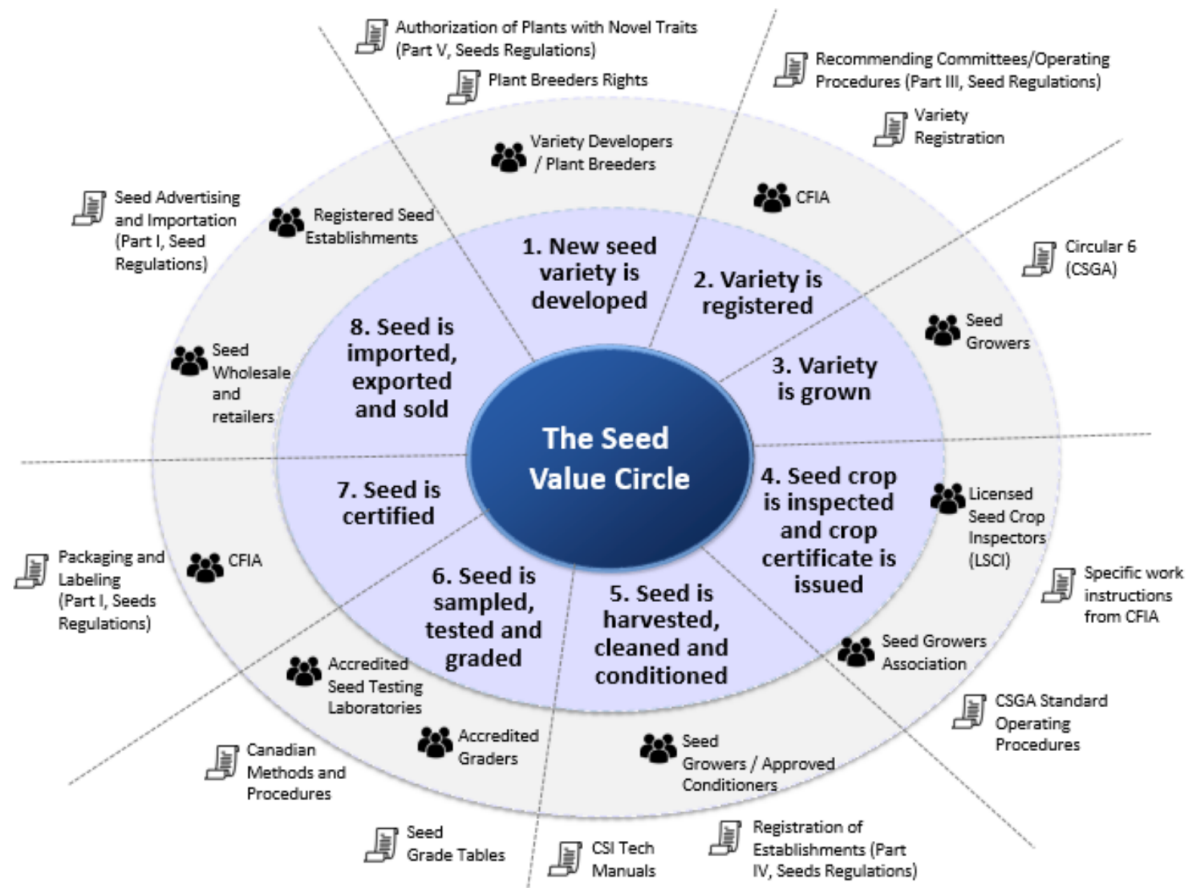 Authorization of Plants with Novel Traits
(Part V, Seeds Regulations)
Plant Breeders Rights
Recommending Committees/Operating
Procedures (Part III, Seed Regulations)
Variety
Registration
Variety Developers
/ Plant Breeders
CFIA
Seed Advertising
and Importation
(Part I, Seed
Regulations)
Registered Seed
Establishments
1. New seed
variety is
developed
2. Variety is
registered
Circular 6
(CSGA)
Seed
Growers
8. Seed is
imported,
exported
and sold
Seed
Wholesale
and
retailers
3. Variety
is grown
The Seed
Value Circle
4. Seed crop
is inspected
and crop
certificate is
issued
Licensed
Seed Crop
Inspectors
(LSCI)
7. Seed is
certified
CFIA
Packaging and
Labeling
(Part I, Seeds
Regulations)
Specific work
instructions
from CFIA
6. Seed is
sampled,
tested and
graded
5. Seed is
harvested,
cleaned and
conditioned
Seed Growers
Association
Accredited
Seed Testing
Laboratories
CSGA Standard
Operating
Procedures
Accredited
Graders
Seed
Growers / Approved
Conditioners
Canadian
Methods and
Procedures
Seed
Grade Tables
CSI Tech
Manuals
Registration of
Establishments (Part
IV, Seeds Regulations)